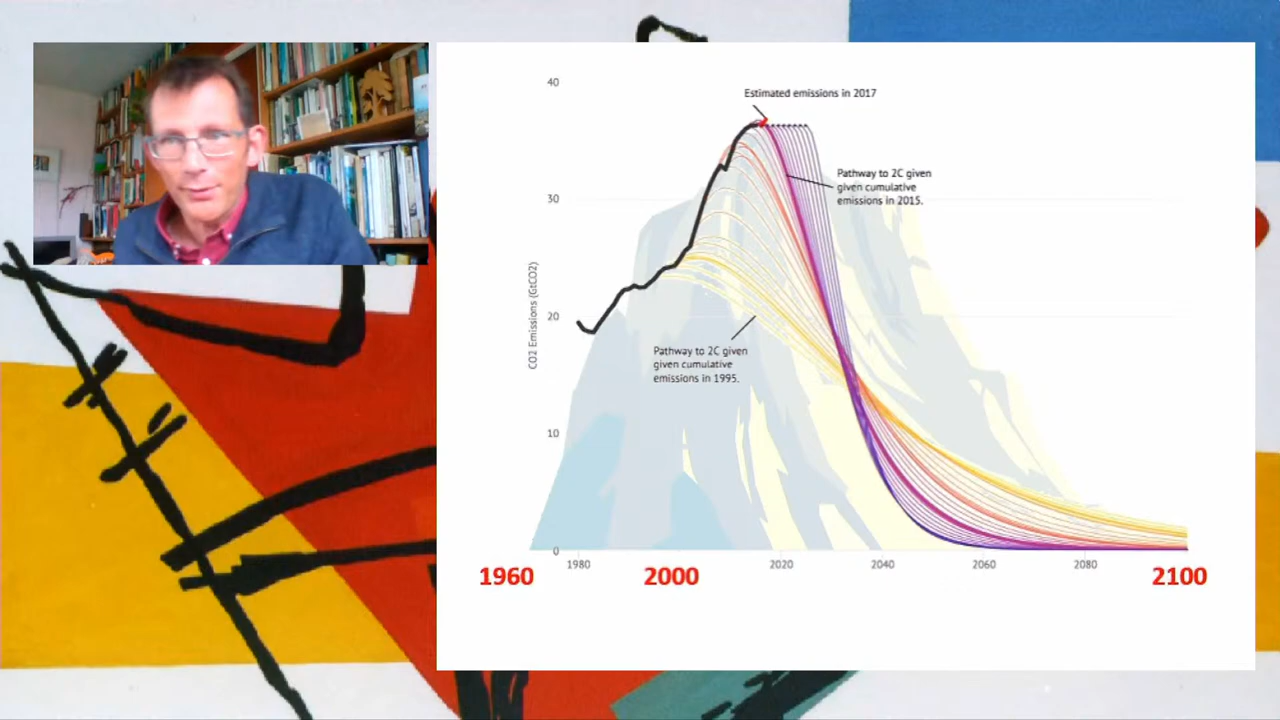 40
Estimated emissions in 2017
Pathway to 2C given
given cumulative
emissions in 2015.
30
CO2 Emissions (GtCO2)
20
Pathway to 2C given
given cumulative
emissions in 1995.
10
0
1980 2020 2040 2060 2080
1960 2000 2100